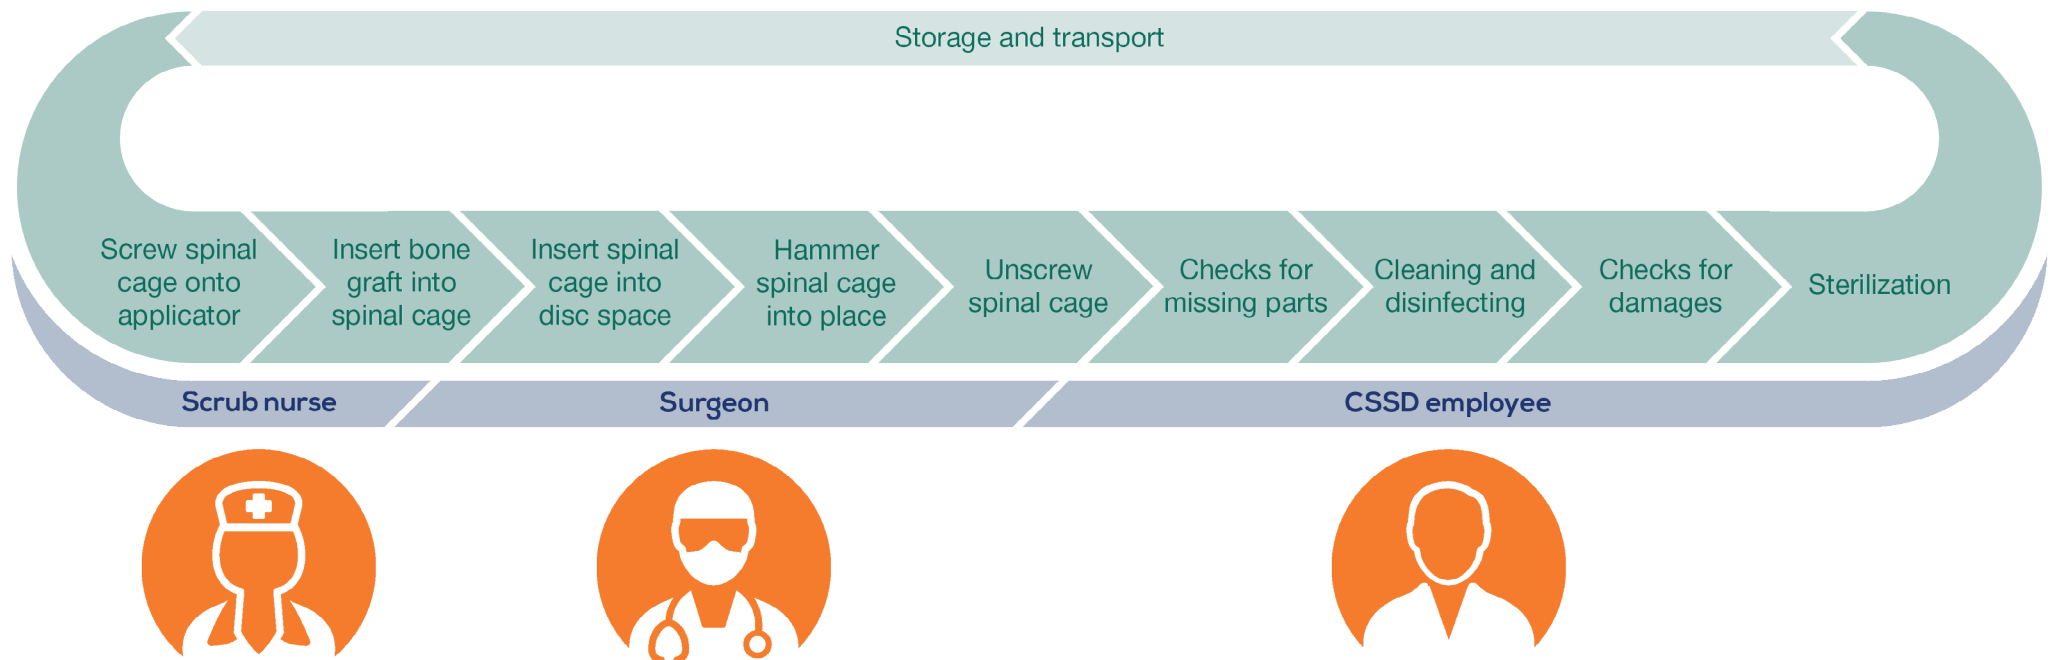 Storage and transport
Screw spinal
cage onto
applicator
Insert bone
graft into
spinal cage
Insert spinal
cage into
disc space
Hammer
spinal cage
into place
Unscrew
spinal cage
Checks for
missing parts
Cleaning and
disinfecting
Checks for
damages
Sterilization
Scrub nurse
Surgeon
CSSD employee